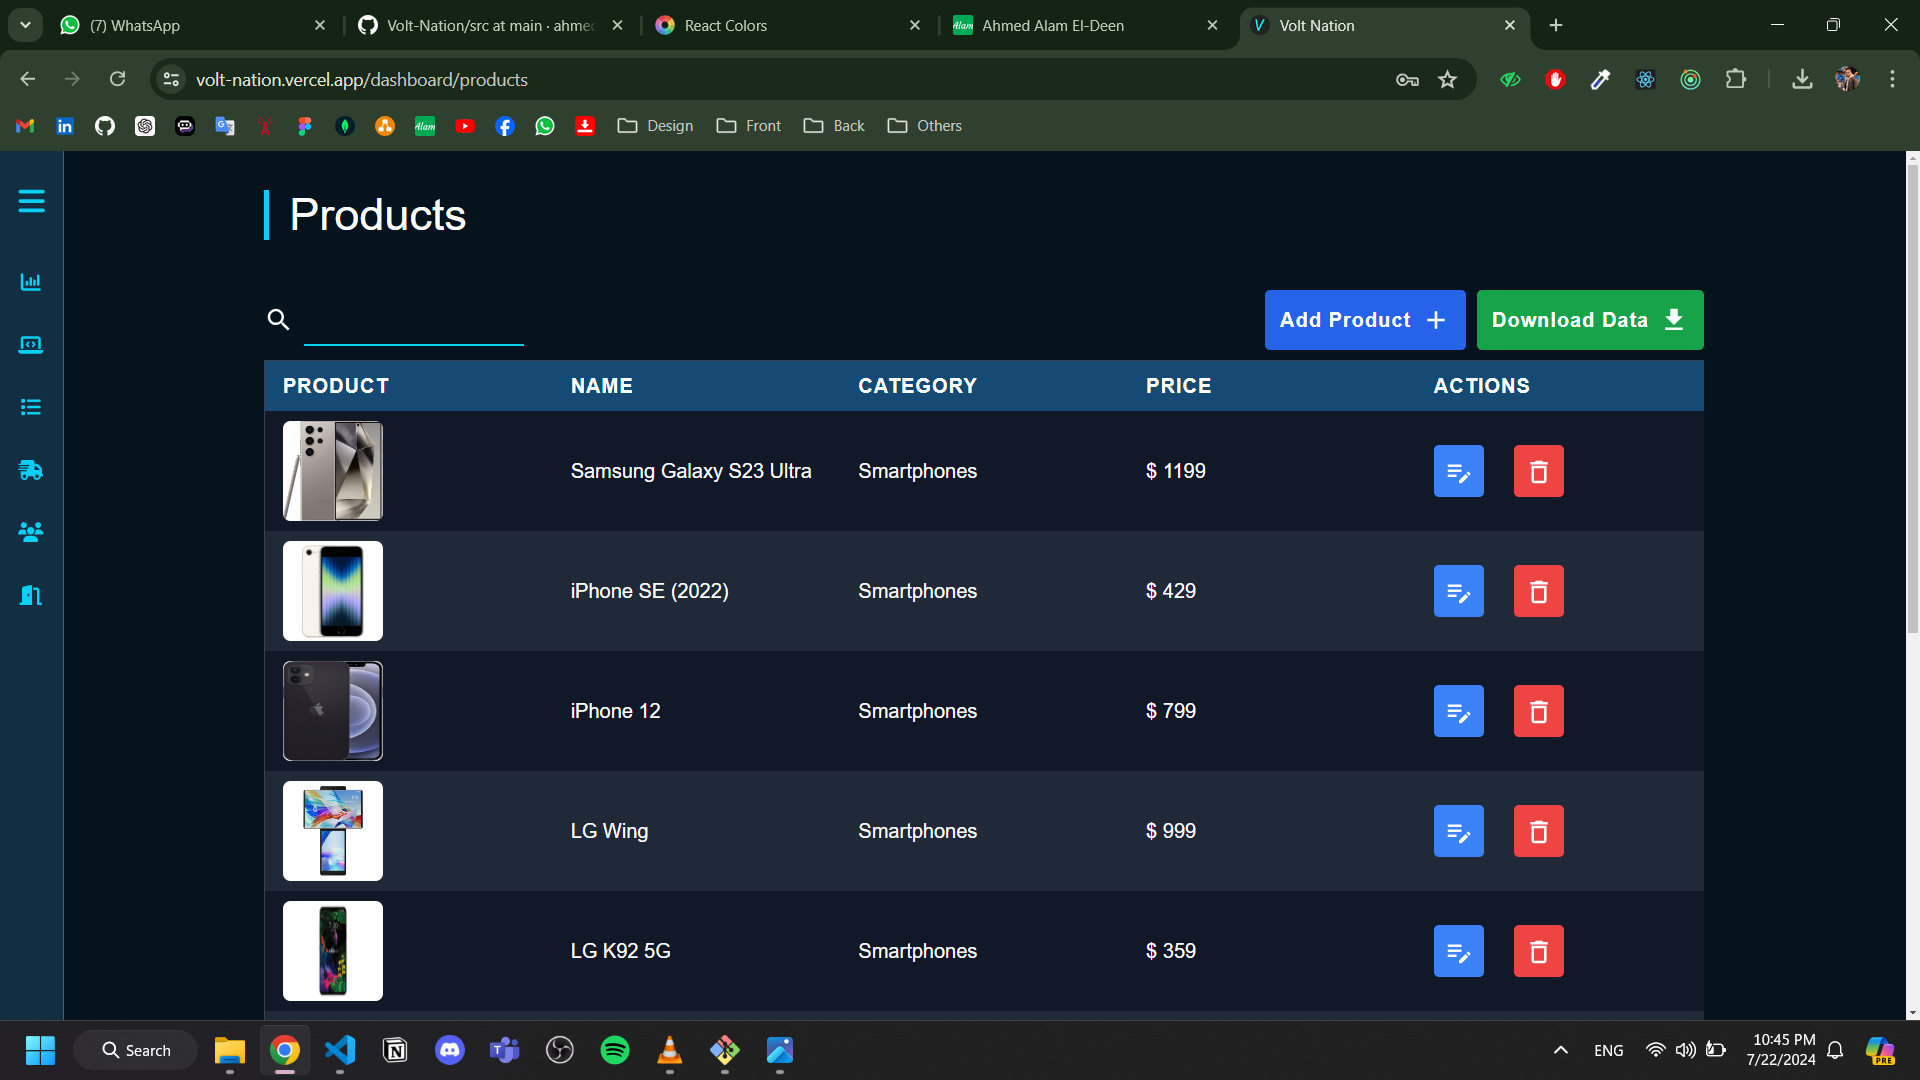 (7) WhatsApp
Volt-Nation/src at main · ahmed
React Colors
Alam
Ahmed Alam El-Deen
Volt Nation
volt-nation.vercel.app/dashboard/products
Alam
Design
Front
Back
Others
Products
Add Product
Download Data
PRODUCT NAME CATEGORY PRICE ACTIONS
Samsung Galaxy S23 Ultra Smartphones $ 1199
iPhone SE (2022) Smartphones $ 429
iPhone 12 Smartphones $ 799
LG Wing Smartphones $ 999
LG K92 5G Smartphones $ 359
Search
ENG
10:45 PM
7/22/2024
PRE